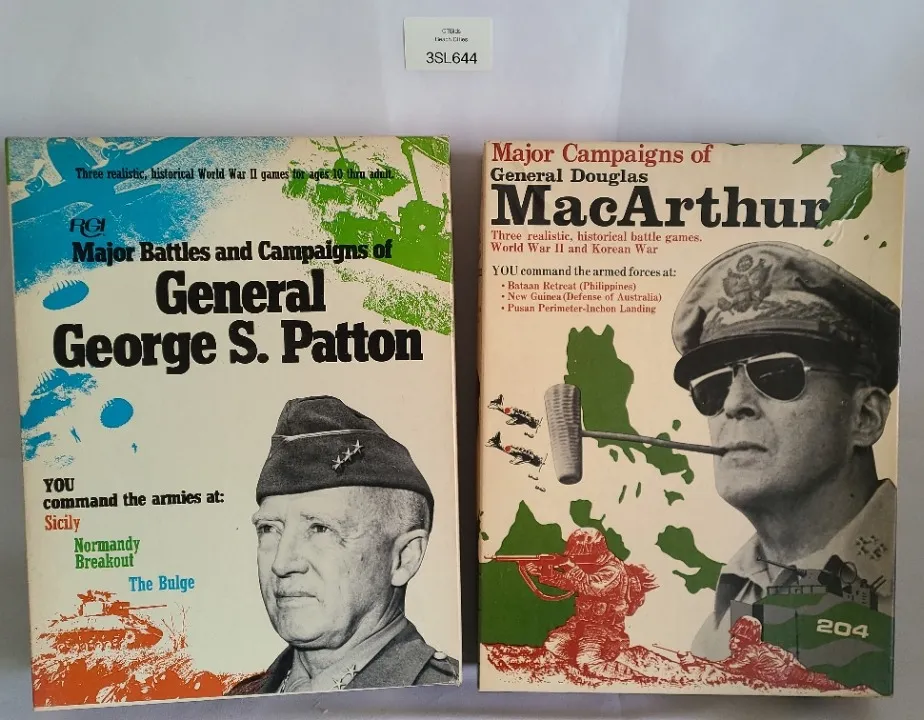 CTBids
Beach Cities
3SL644
Three realistic, historical World War II games for ages 10 thru adult.
RGI
Major Battles and Campaigns of
General
George S. Patton
YOU
command the armies at:
Sicily
Normandy
Breakout
The Bulge
Major Campaigns of
General Douglas
MacArthur
Three realistic, historical battle games.
World War II and Korean War
YOU command the armed forces at:
• Bataan Retreat (Philippines)
• New Guinea (Defense of Australia)
• Pusan Perimeter-Inchon Landing
204